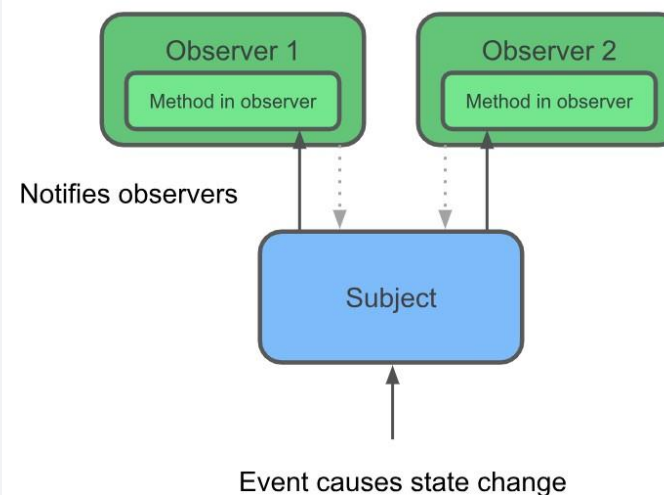 Observer 1
Observer 2
Method in observer
Method in observer
Notifies observers
Subject
Event causes state change